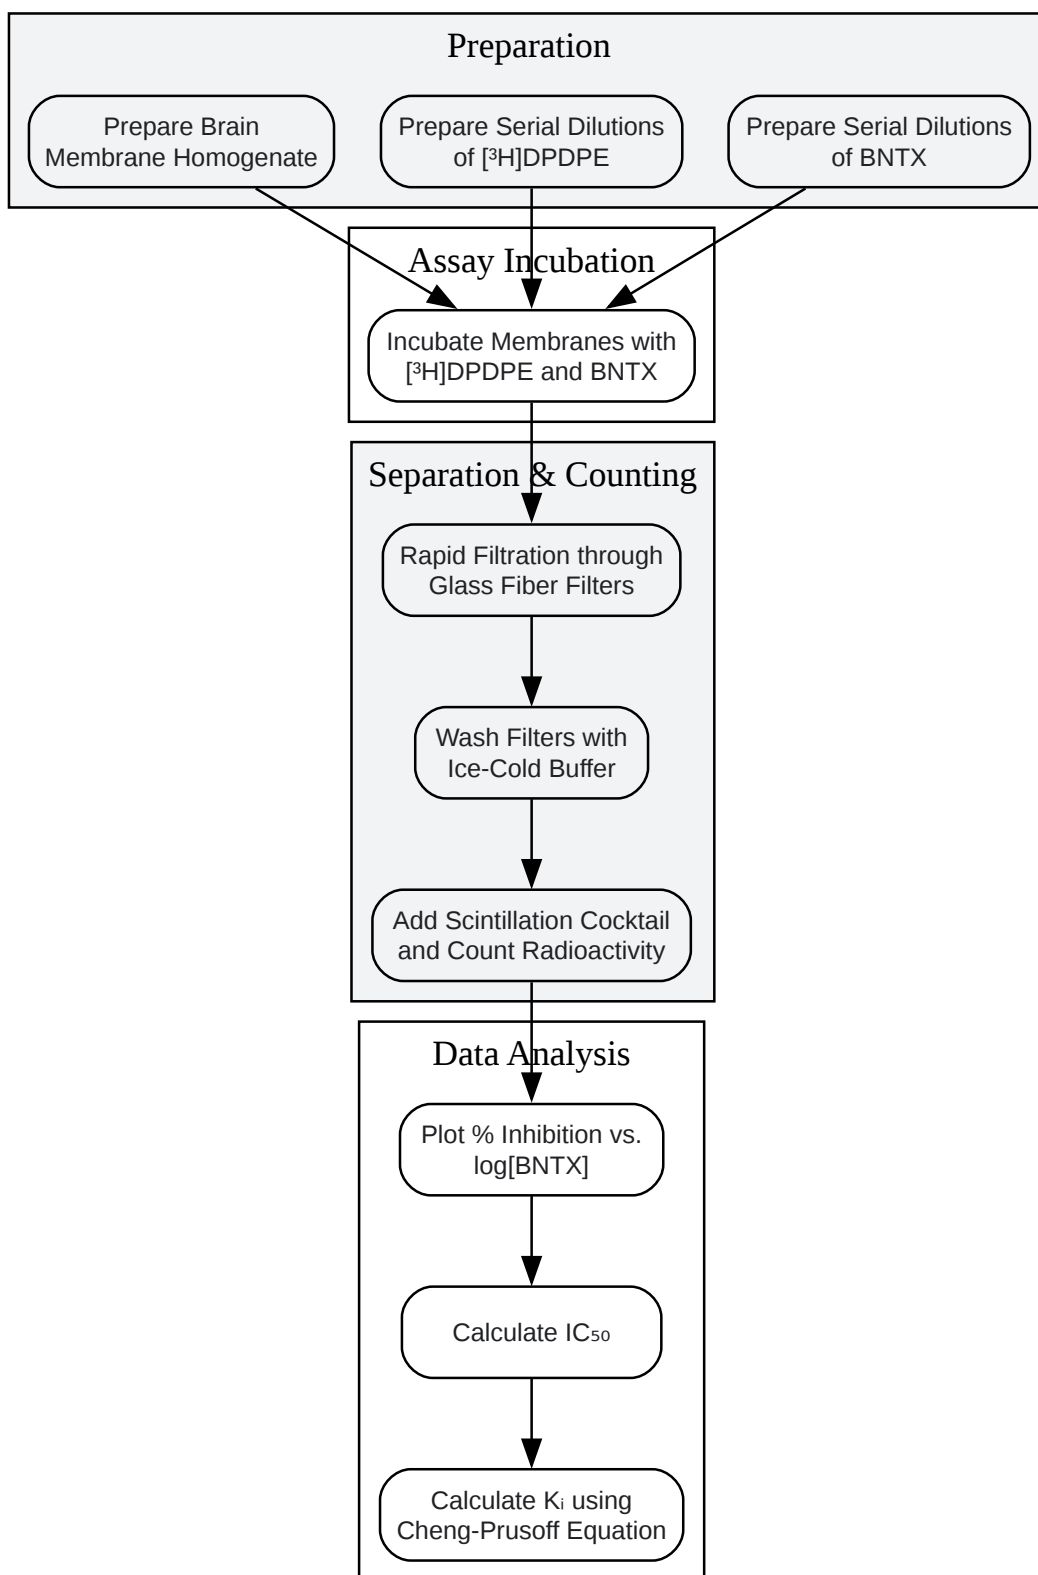 Preparation
Prepare Brain
Membrane Homogenate
Prepare Serial Dilutions
of [³H]DPDPE
Prepare Serial Dilutions
of BNTX
Assay Incubation
Incubate Membranes with
[³H]DPDPE and BNTX
Separation & Counting
Rapid Filtration through
Glass Fiber Filters
Wash Filters with
Ice-Cold Buffer
Add Scintillation Cocktail
and Count Radioactivity
Data Analysis
Plot % Inhibition vs.
log[BNTX]
Calculate IC₅₀
Calculate Kᵢ using
Cheng-Prusoff Equation